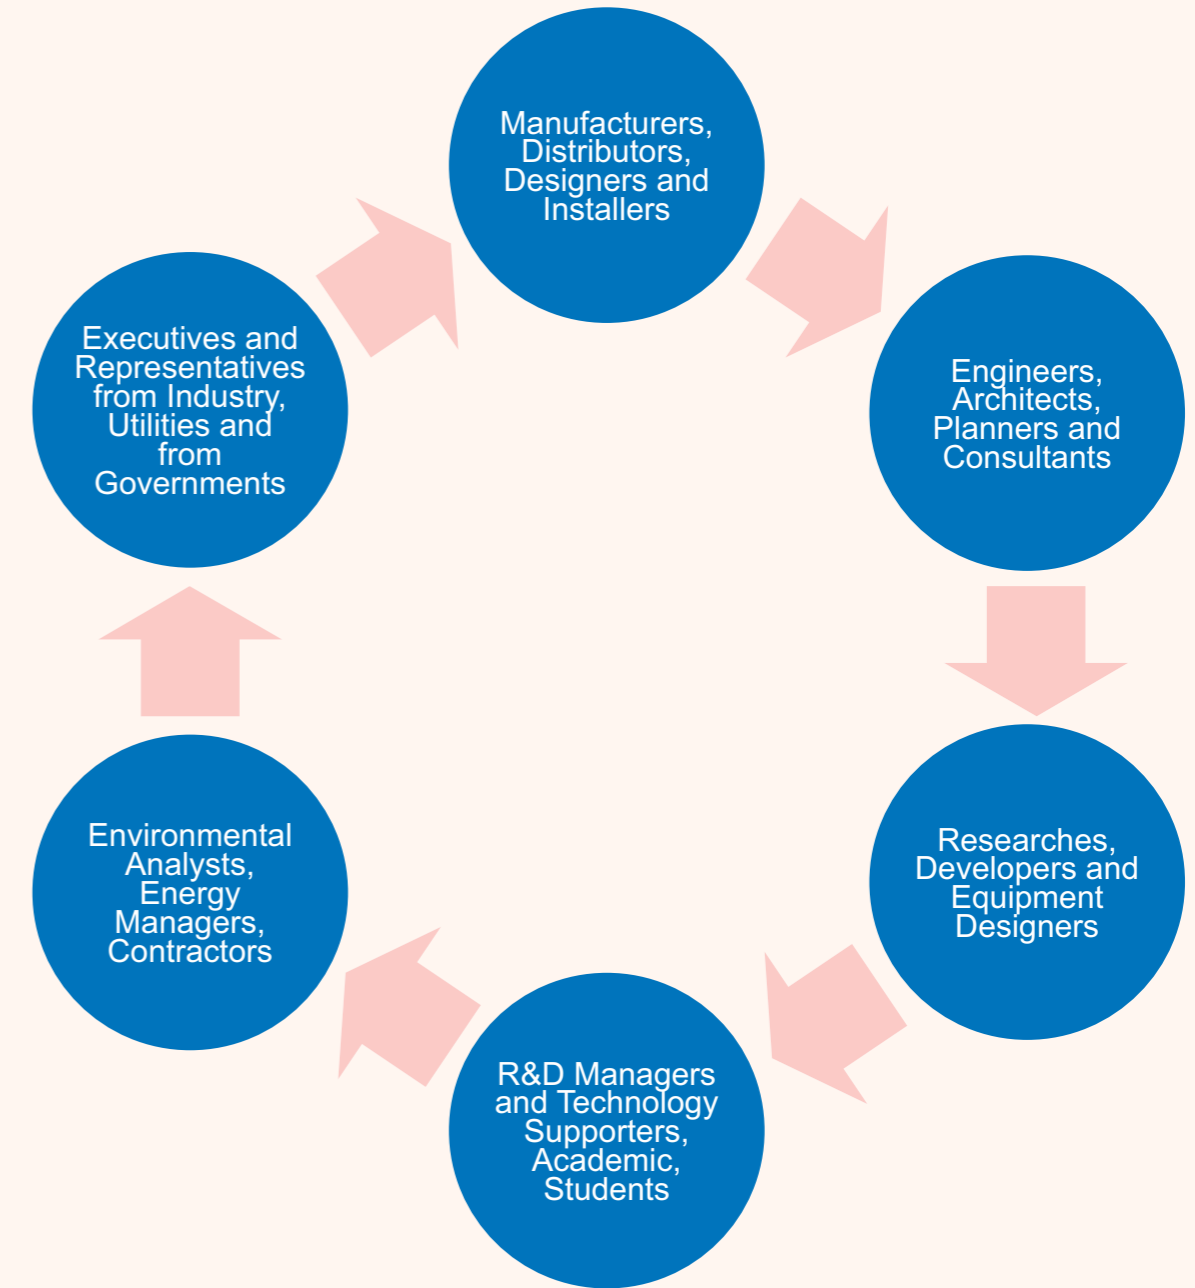 Manufacturers,
Distributors,
Designers and
Installers
Engineers,
Architects,
Planners and
Consultants
Researches,
Developers and
Equipment
Designers
R&D Managers
and Technology
Supporters,
Academic,
Students
Environmental
Analysts,
Energy
Managers,
Contractors
Executives and
Representatives
from Industry,
Utilities and
from
Governments